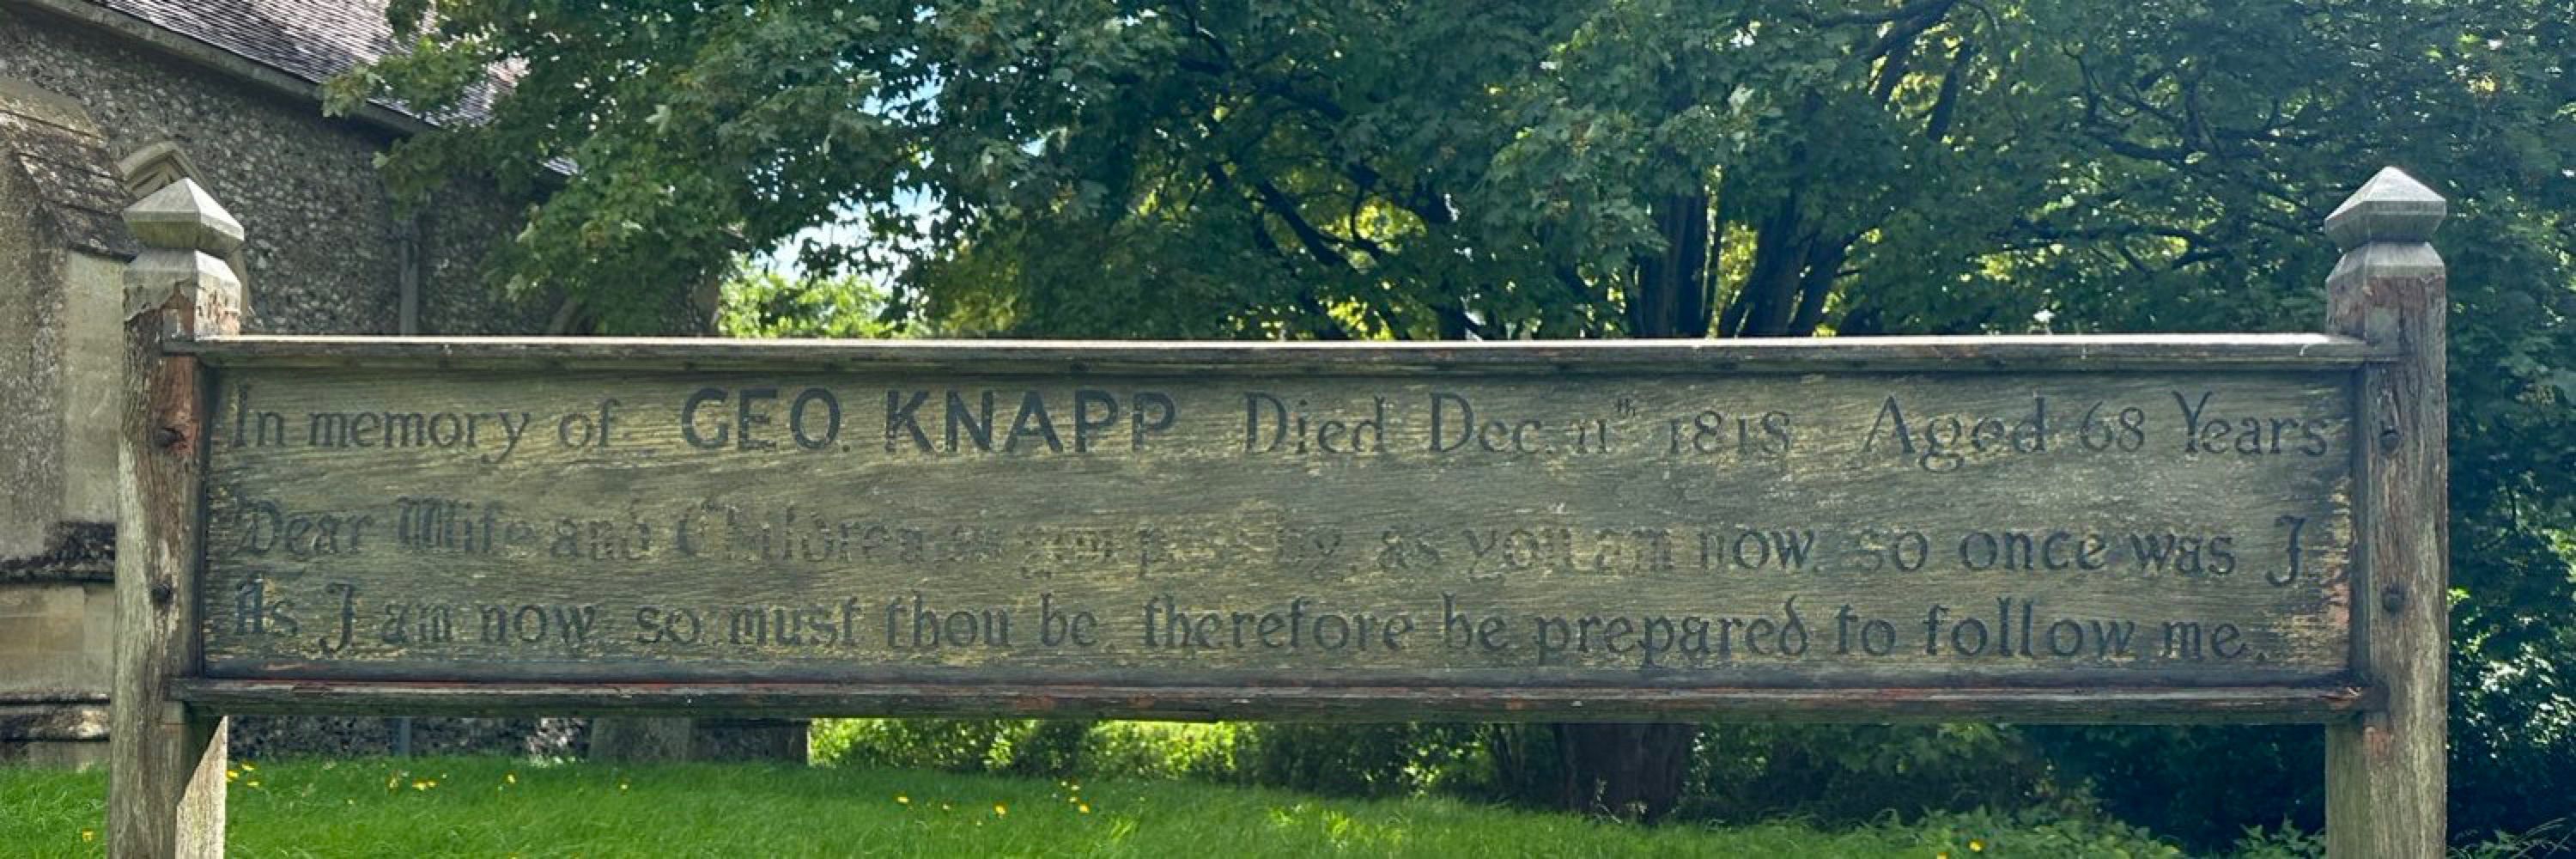 In memory of GEO. KNAPP. Died Dec. 11th 1818 Aged 68 Years
Dear Wife and Children as you pass by, as you am now, so once was I.
As I am now, so must thou be, therefore be prepared to follow me.